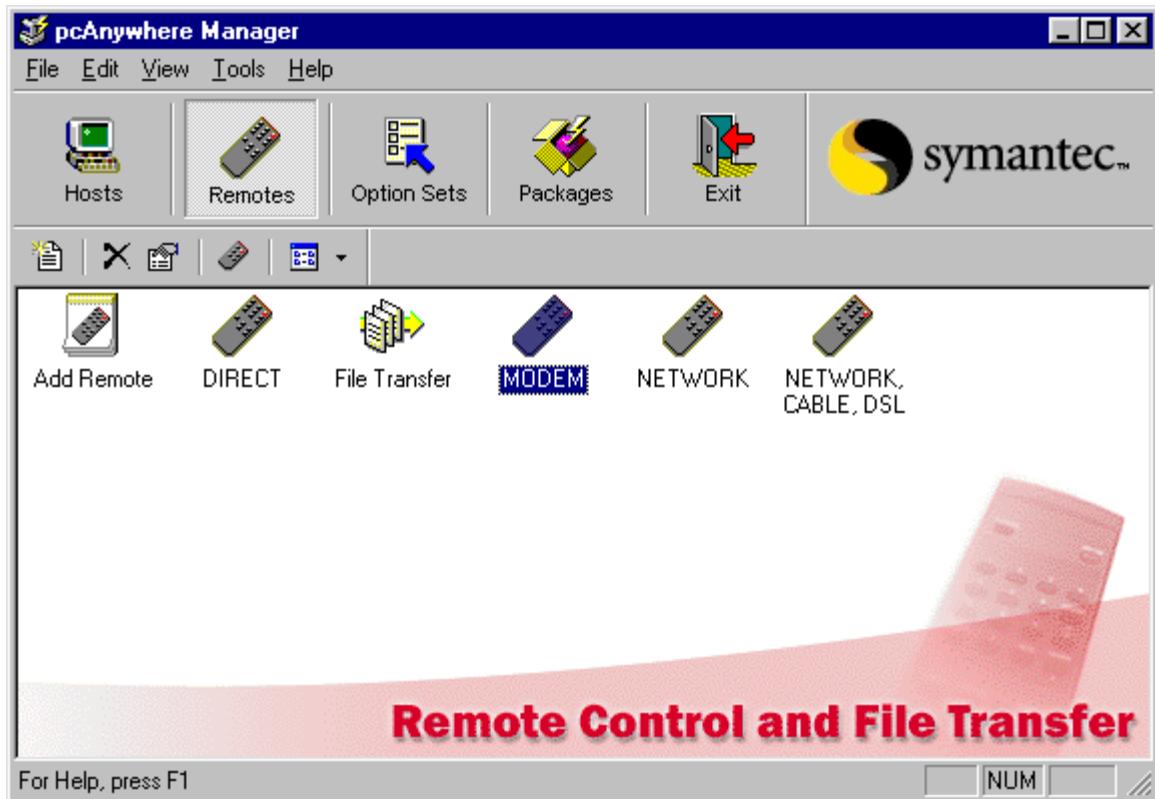 pcAnywhere Manager
File Edit View Tools Help
Hosts Remotes Option Sets Packages Exit symantec™
Add Remote DIRECT File Transfer MODEM NETWORK NETWORK,
CABLE, DSL
Remote Control and File Transfer
For Help, press F1 NUM